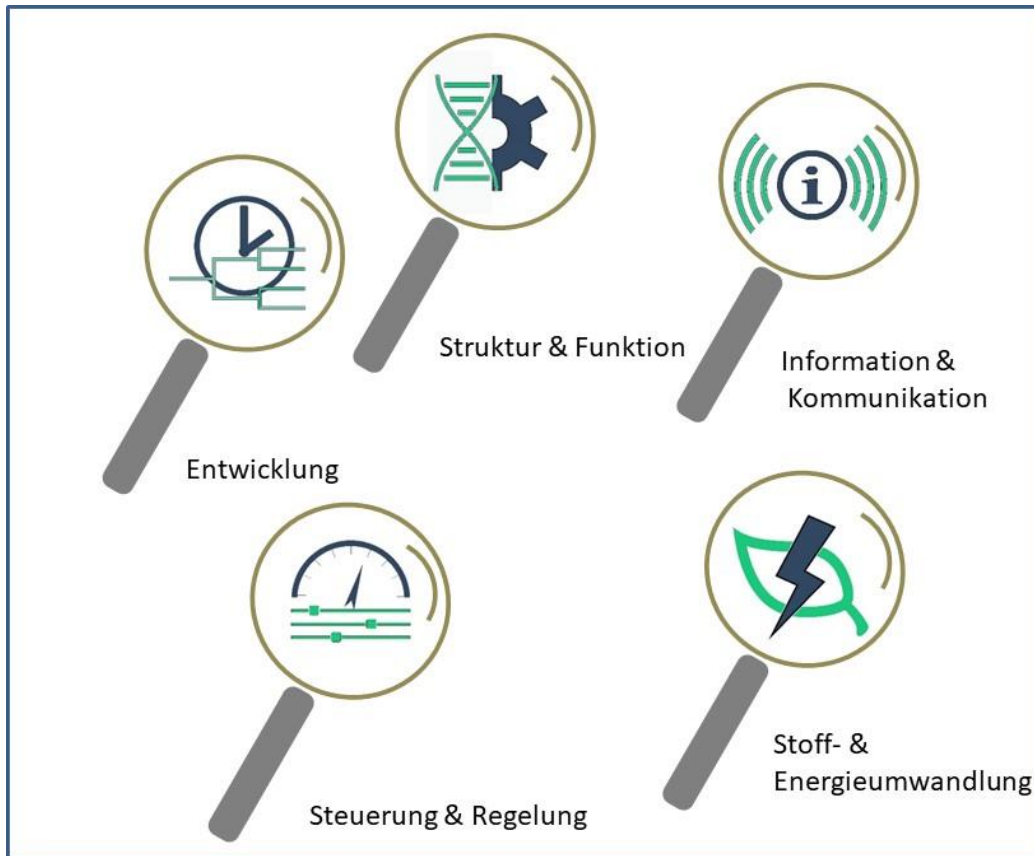 Struktur & Funktion
Information &
Kommunikation
Entwicklung
Stoff- &
Energieumwandlung
Steuerung & Regelung
i